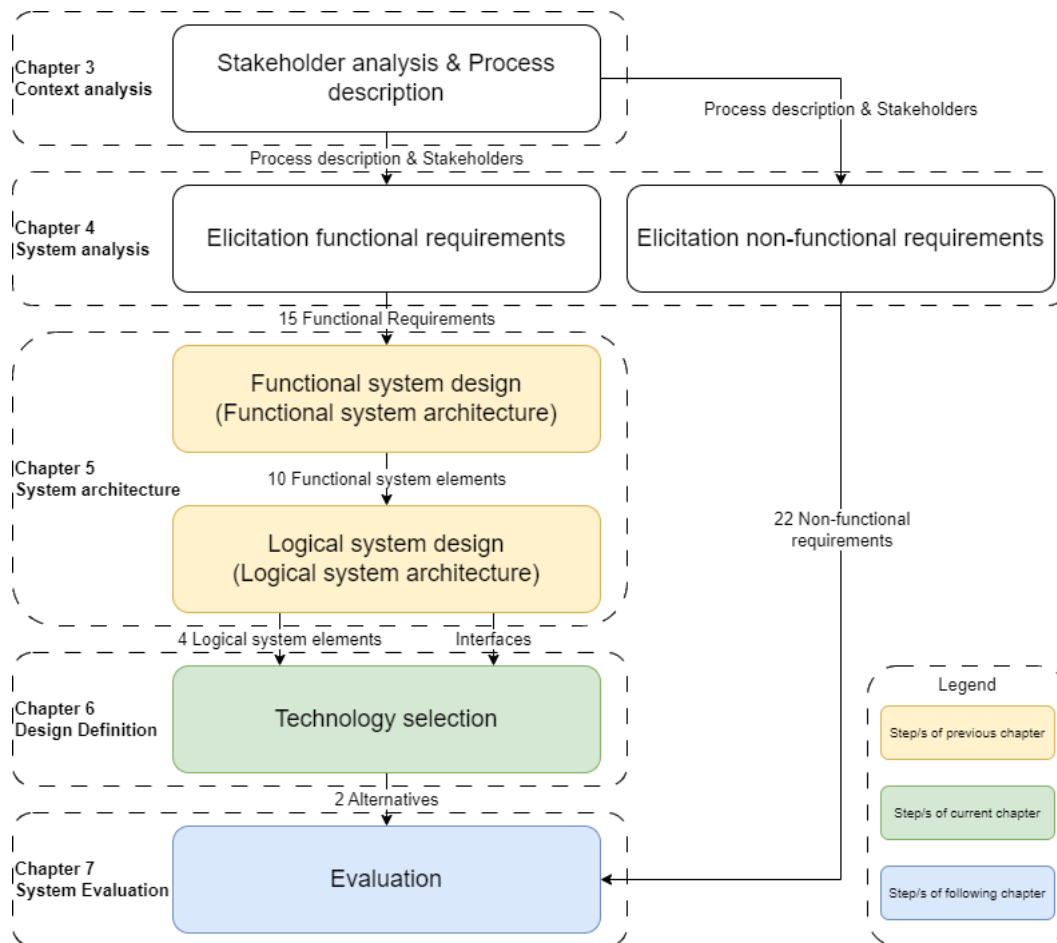 Chapter 3
Context analysis
Stakeholder analysis & Process
description
Process description & Stakeholders
Process description & Stakeholders
Chapter 4
System analysis
Elicitation functional requirements
Elicitation non-functional requirements
15 Functional Requirements
Chapter 5
System architecture
Functional system design
(Functional system architecture)
10 Functional system elements
Logical system design
(Logical system architecture)
22 Non-functional
requirements
4 Logical system elements
Interfaces
Chapter 6
Design Definition
Technology selection
2 Alternatives
Chapter 7
System Evaluation
Evaluation
Legend
Step/s of previous chapter
Step/s of current chapter
Step/s of following chapter